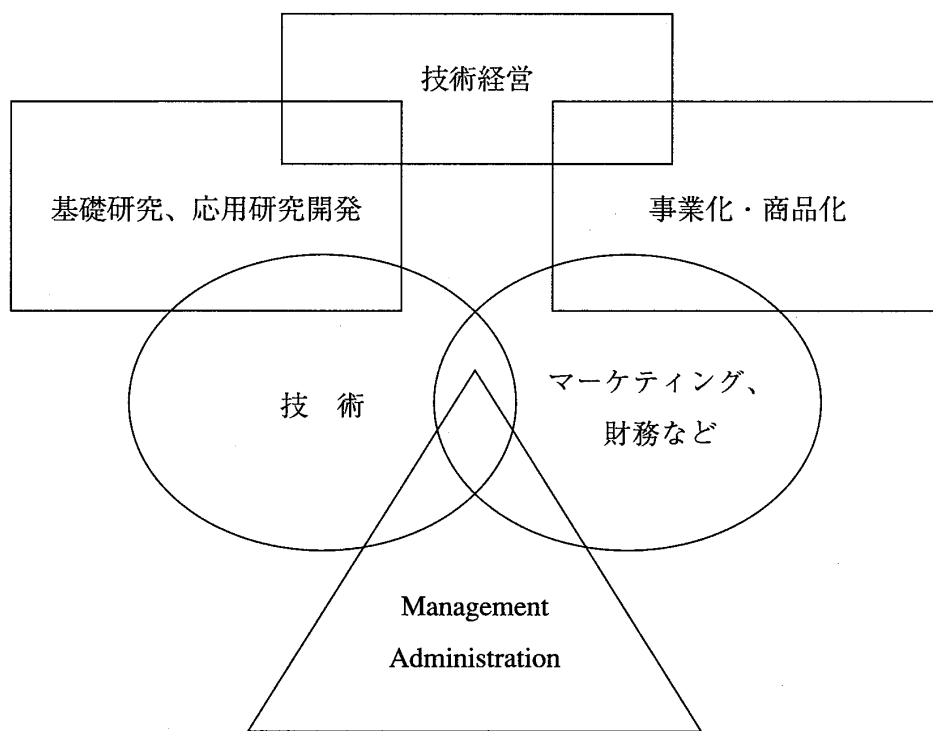 技術経営
基礎研究、応用研究開発
事業化・商品化
技　術
マーケティング、
財務など
Management
Administration